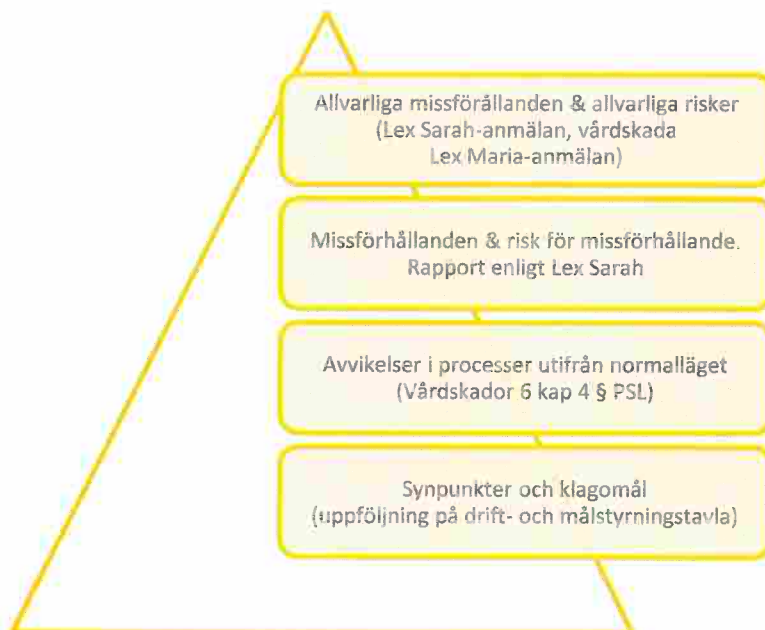 Allvarliga missförållanden & allvarliga risker
(Lex Sarah-anmälan, vårdskada
Lex Maria-anmälan)
Missförhållanden & risk för missförhållande.
Rapport enligt Lex Sarah
Avvikelser i processer utifrån normalläget
(Vårdskador 6 kap 4 § PSL)
Synpunkter och klagomål
(uppföljning på drift- och målstyrningstavla)